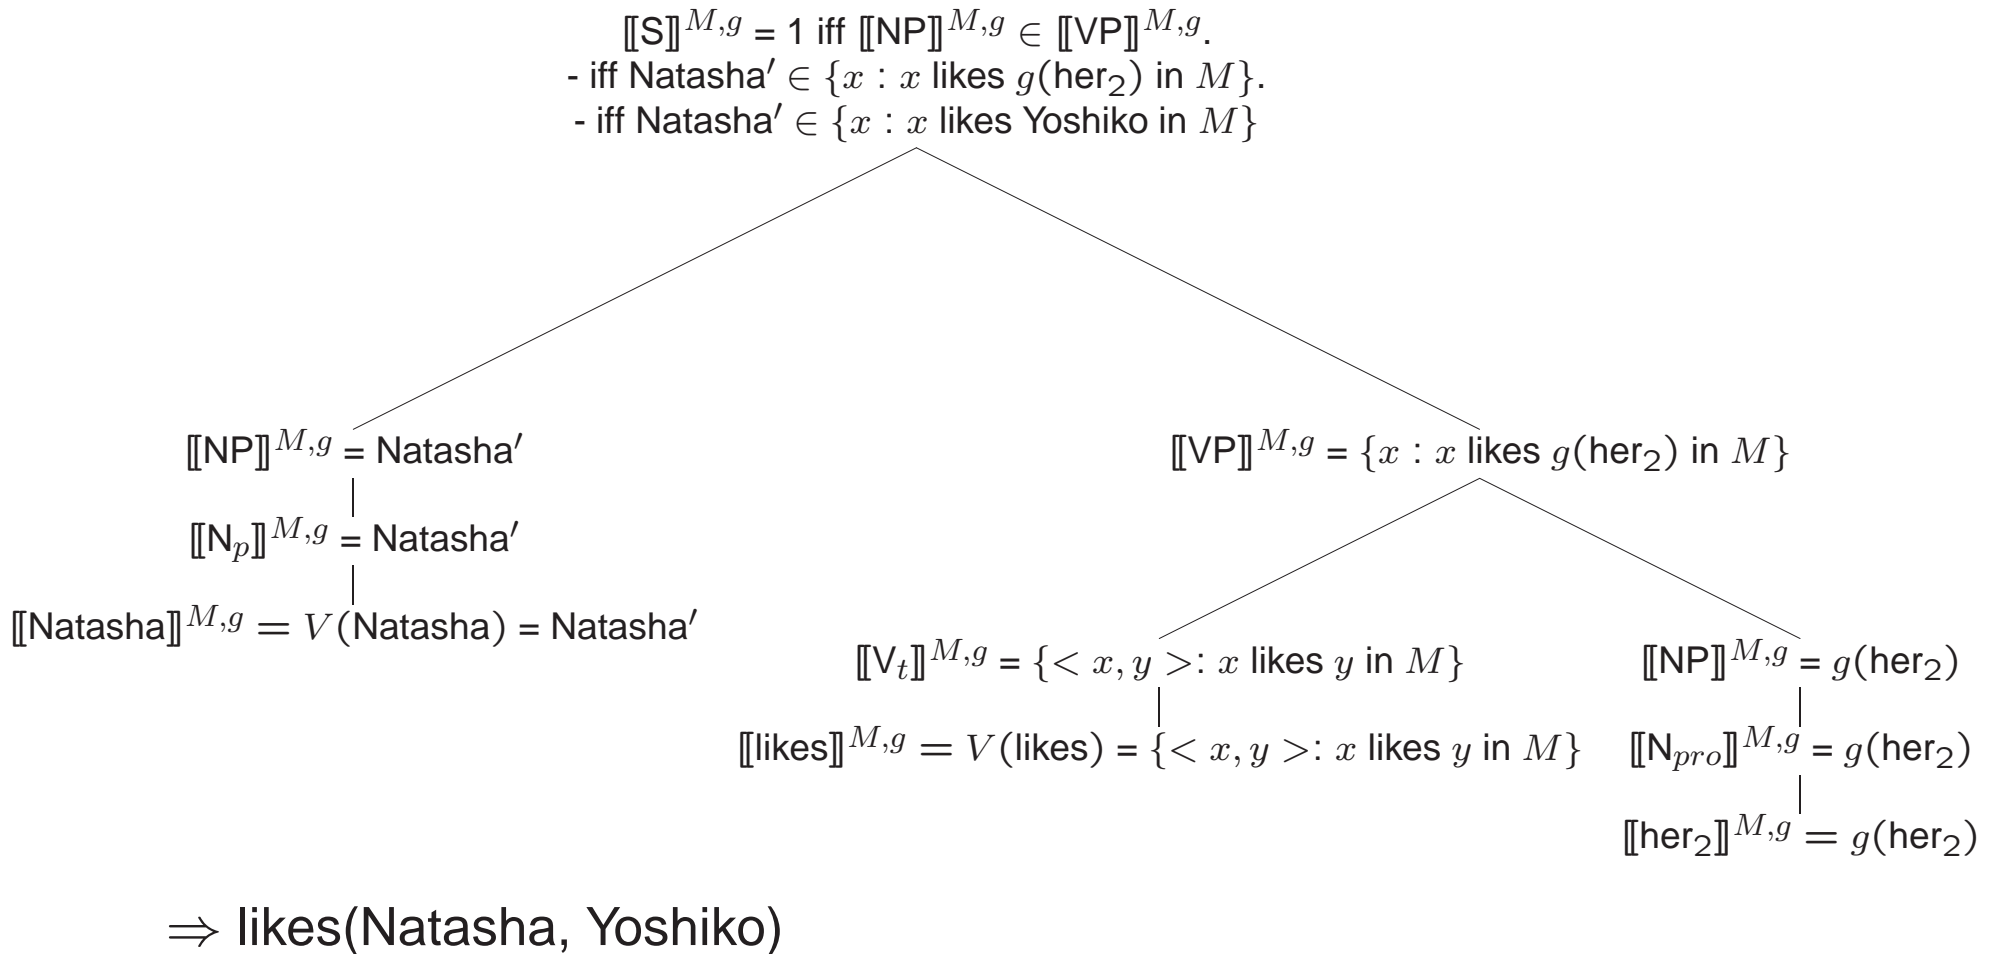 ⟦S⟧^{M,g} = 1 iff ⟦NP⟧^{M,g} ∈ ⟦VP⟧^{M,g}.
- iff Natasha′ ∈ {x : x likes g(her₂) in M}.
- iff Natasha′ ∈ {x : x likes Yoshiko in M}
⟦NP⟧^{M,g} = Natasha′
⟦VP⟧^{M,g} = {x : x likes g(her₂) in M}
⟦N_p⟧^{M,g} = Natasha′
⟦Natasha⟧^{M,g} = V(Natasha) = Natasha′
⟦V_t⟧^{M,g} = {< x, y >: x likes y in M}
⟦NP⟧^{M,g} = g(her₂)
⟦likes⟧^{M,g} = V(likes) = {< x, y >: x likes y in M}
⟦N_{pro}⟧^{M,g} = g(her₂)
⟦her₂⟧^{M,g} = g(her₂)
⇒ likes(Natasha, Yoshiko)